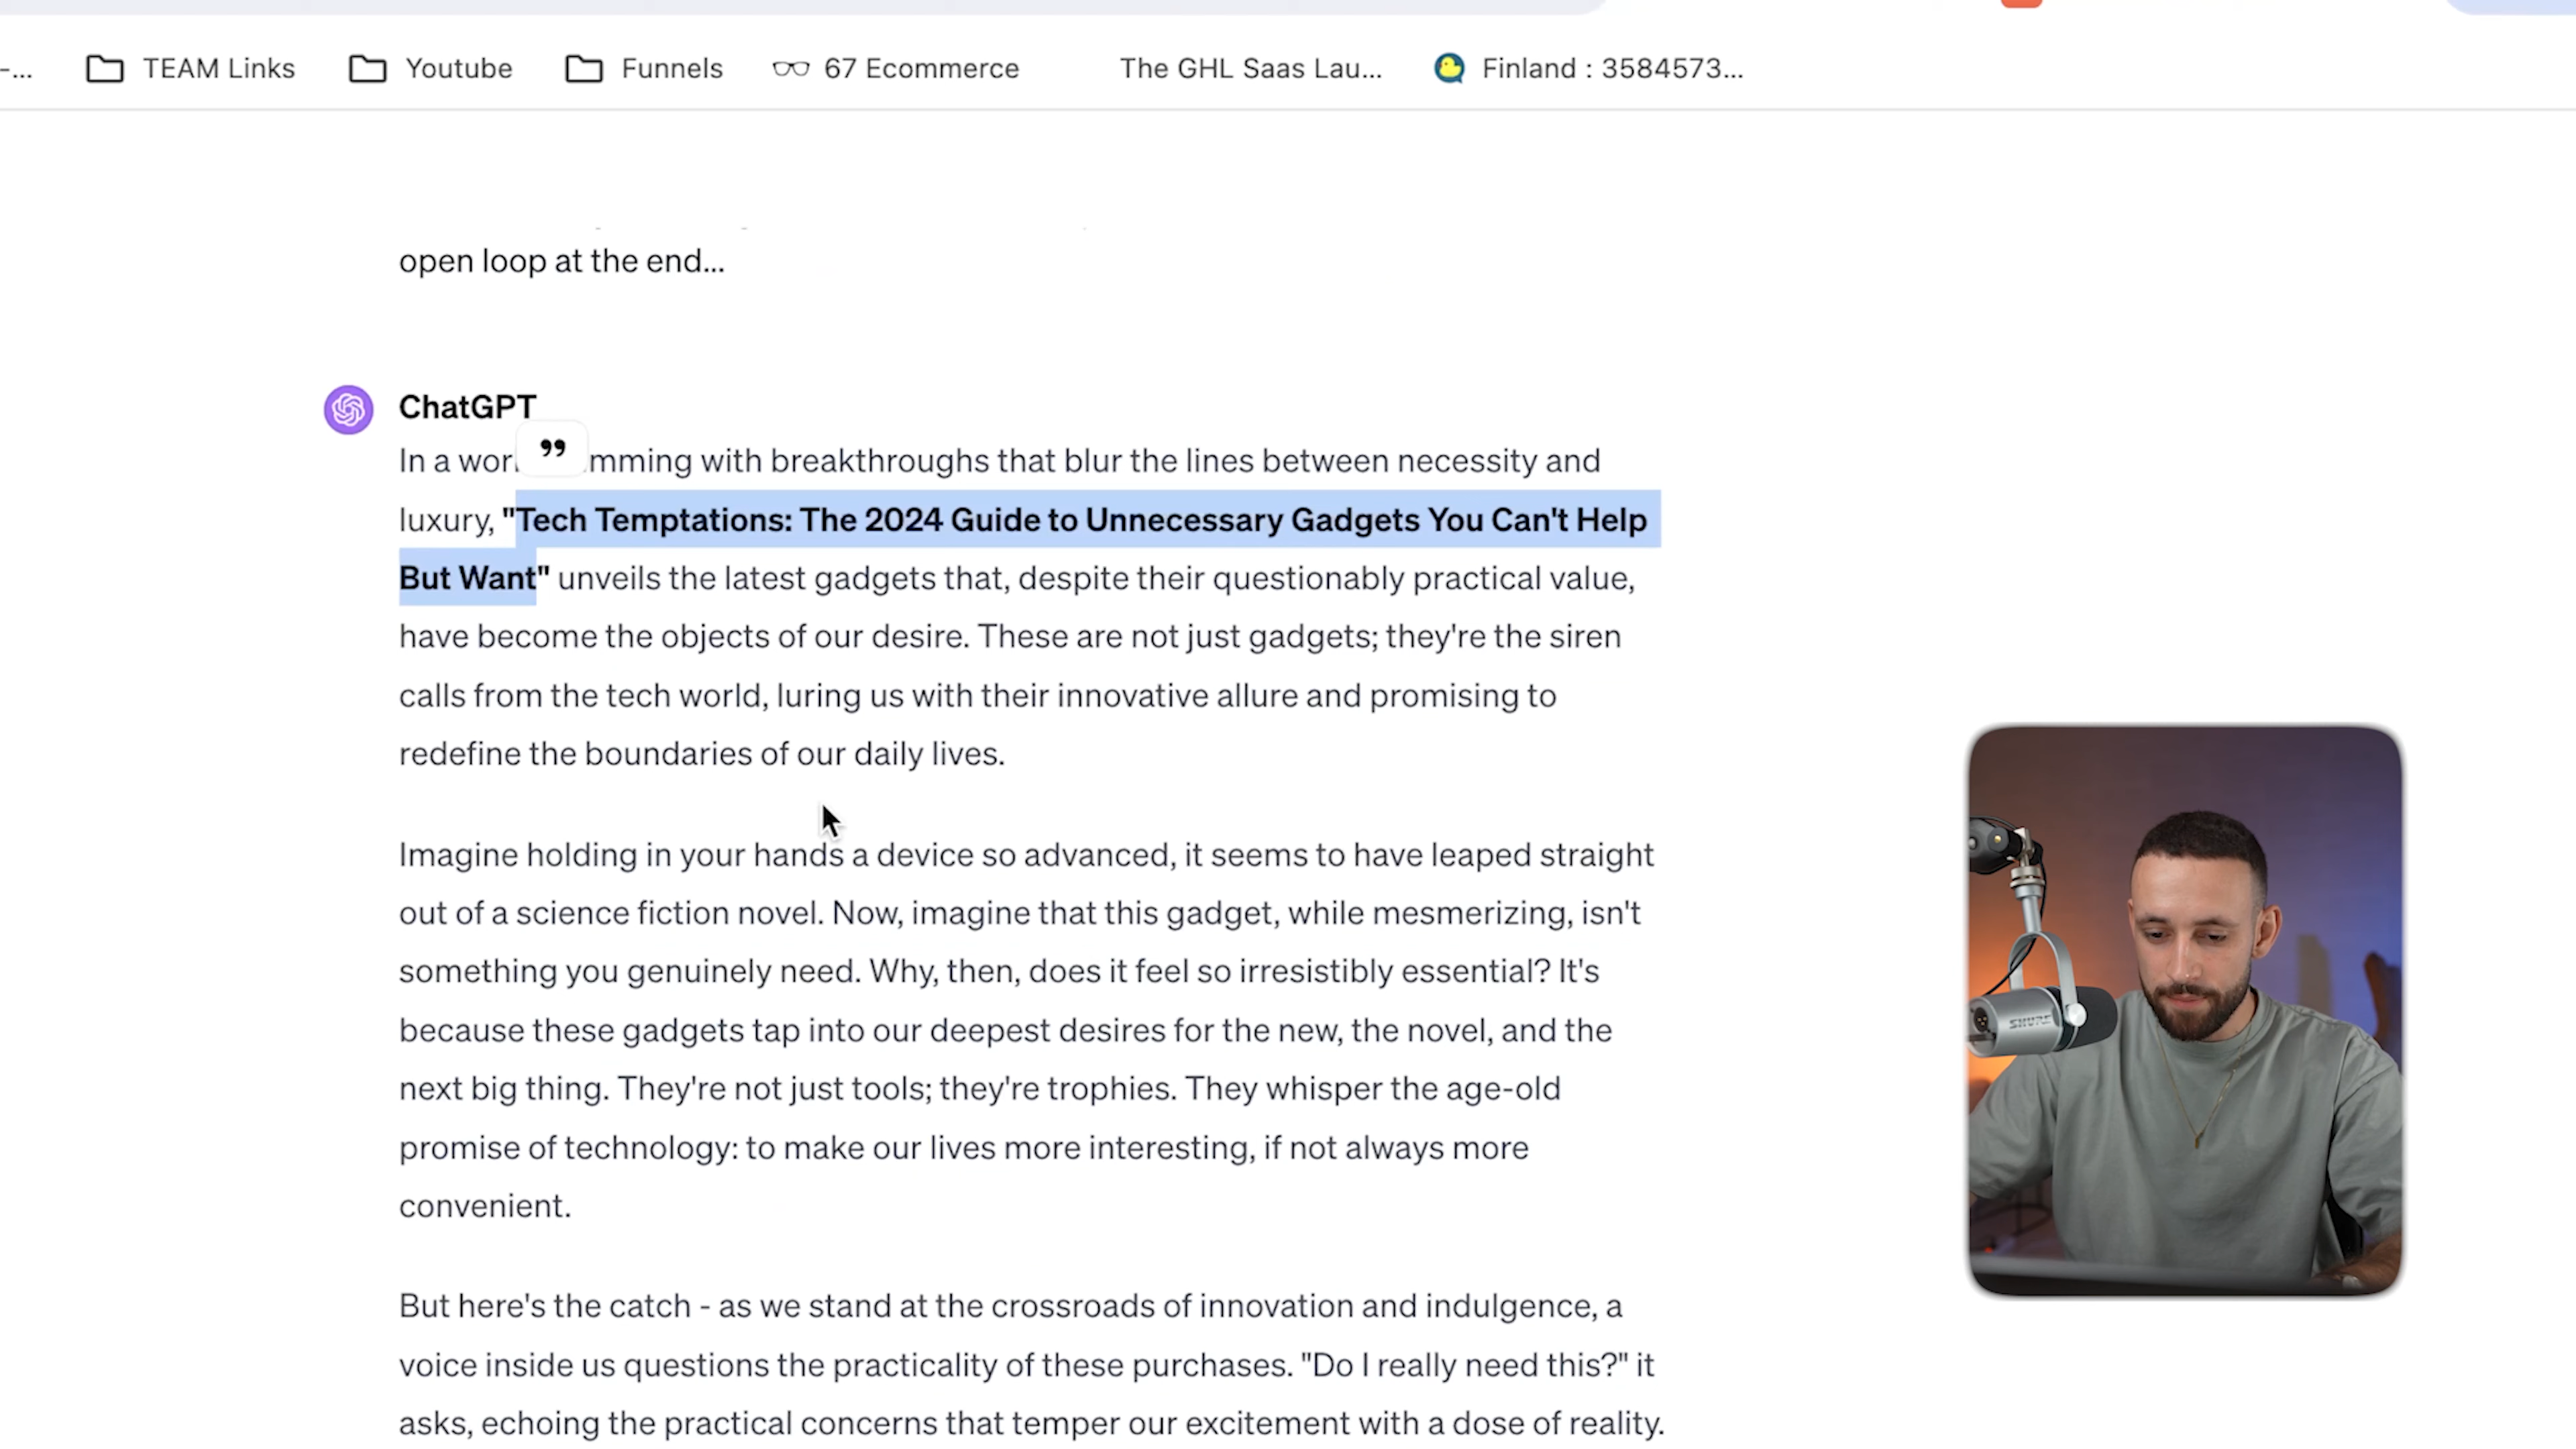 -...
TEAM Links
Youtube
Funnels
67 Ecommerce
The GHL Saas Lau...
Finland : 3584573...
open loop at the end...
ChatGPT
”
In a wor mming with breakthroughs that blur the lines between necessity and
luxury, "Tech Temptations: The 2024 Guide to Unnecessary Gadgets You Can't Help
But Want" unveils the latest gadgets that, despite their questionably practical value,
have become the objects of our desire. These are not just gadgets; they're the siren
calls from the tech world, luring us with their innovative allure and promising to
redefine the boundaries of our daily lives.
Imagine holding in your hands a device so advanced, it seems to have leaped straight
out of a science fiction novel. Now, imagine that this gadget, while mesmerizing, isn't
something you genuinely need. Why, then, does it feel so irresistibly essential? It's
because these gadgets tap into our deepest desires for the new, the novel, and the
next big thing. They're not just tools; they're trophies. They whisper the age-old
promise of technology: to make our lives more interesting, if not always more
convenient.
But here's the catch - as we stand at the crossroads of innovation and indulgence, a
voice inside us questions the practicality of these purchases. "Do I really need this?" it
asks, echoing the practical concerns that temper our excitement with a dose of reality.
SHURE